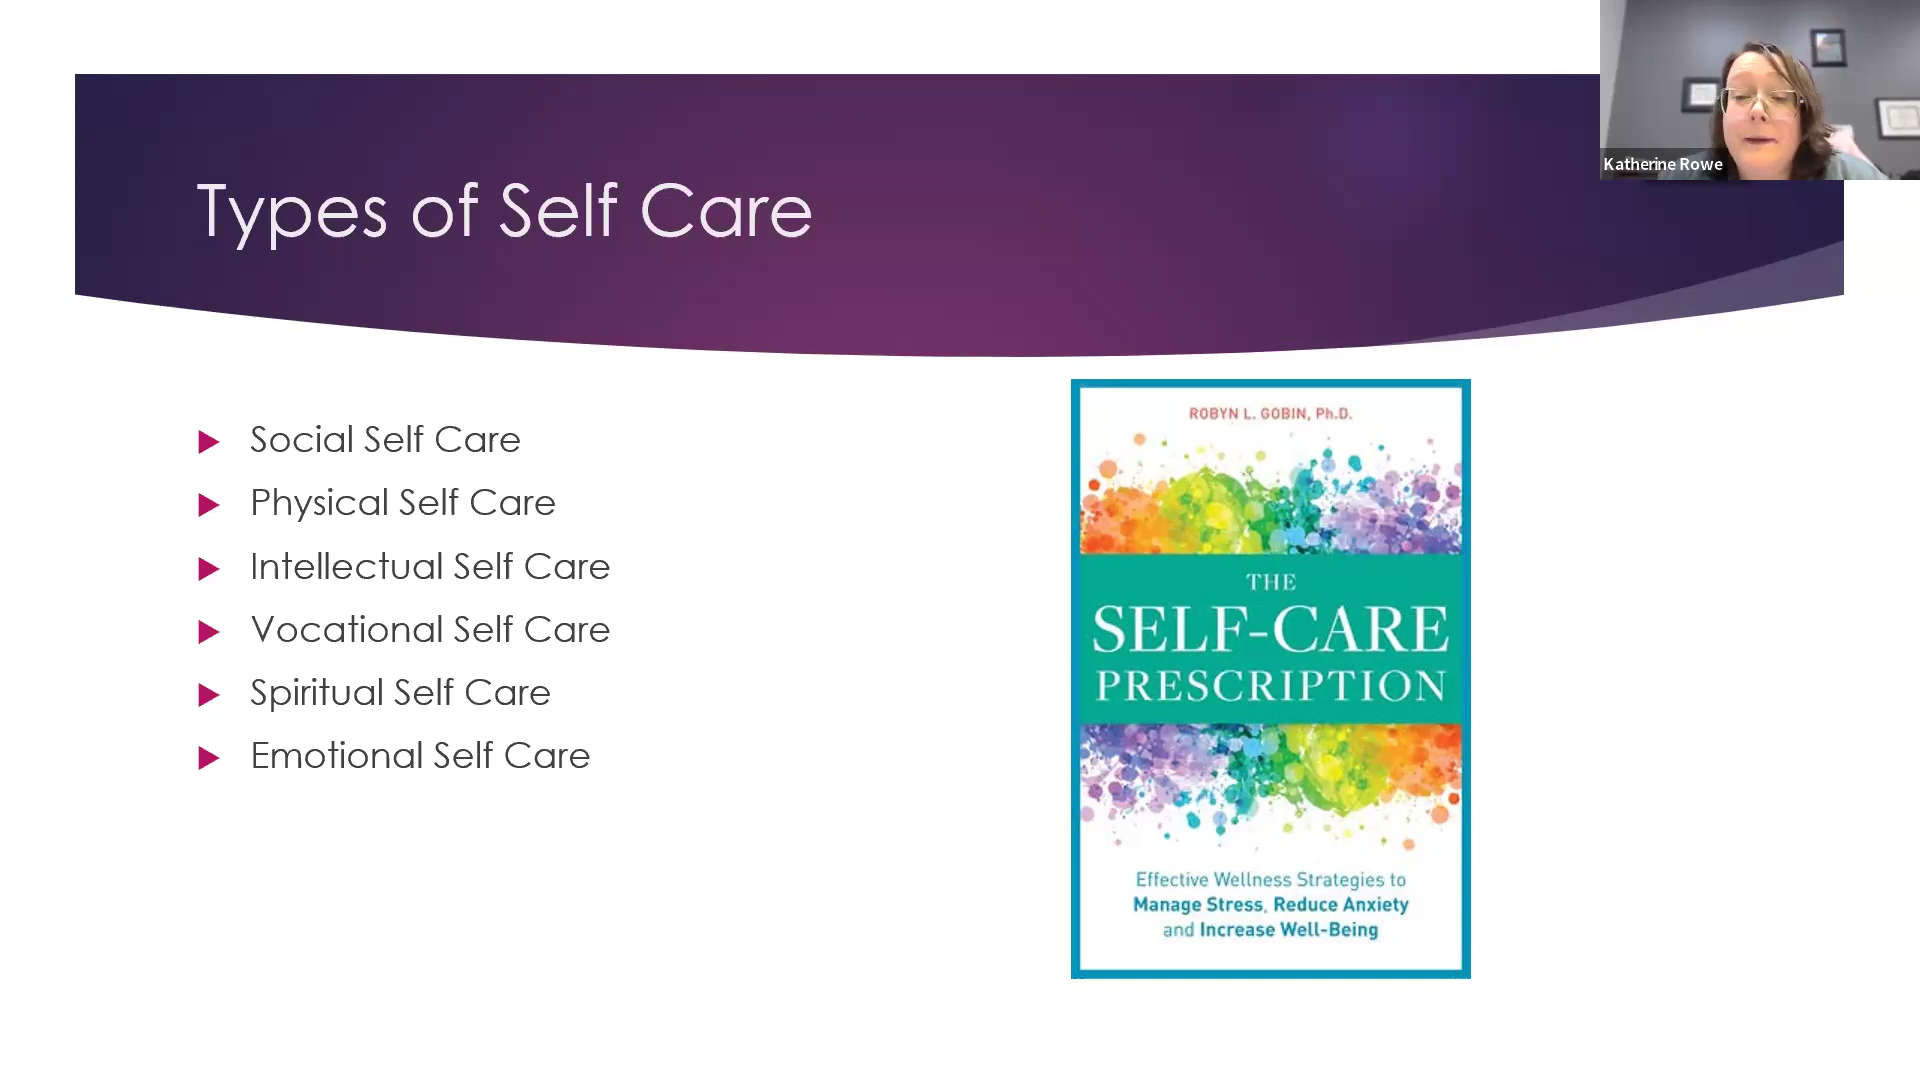 Katherine Rowe
Types of Self Care
Social Self Care
Physical Self Care
Intellectual Self Care
Vocational Self Care
Spiritual Self Care
Emotional Self Care
ROBYN L. GOBIN, Ph.D.
THE
SELF-CARE
PRESCRIPTION
Effective Wellness Strategies to
Manage Stress, Reduce Anxiety
and Increase Well-Being